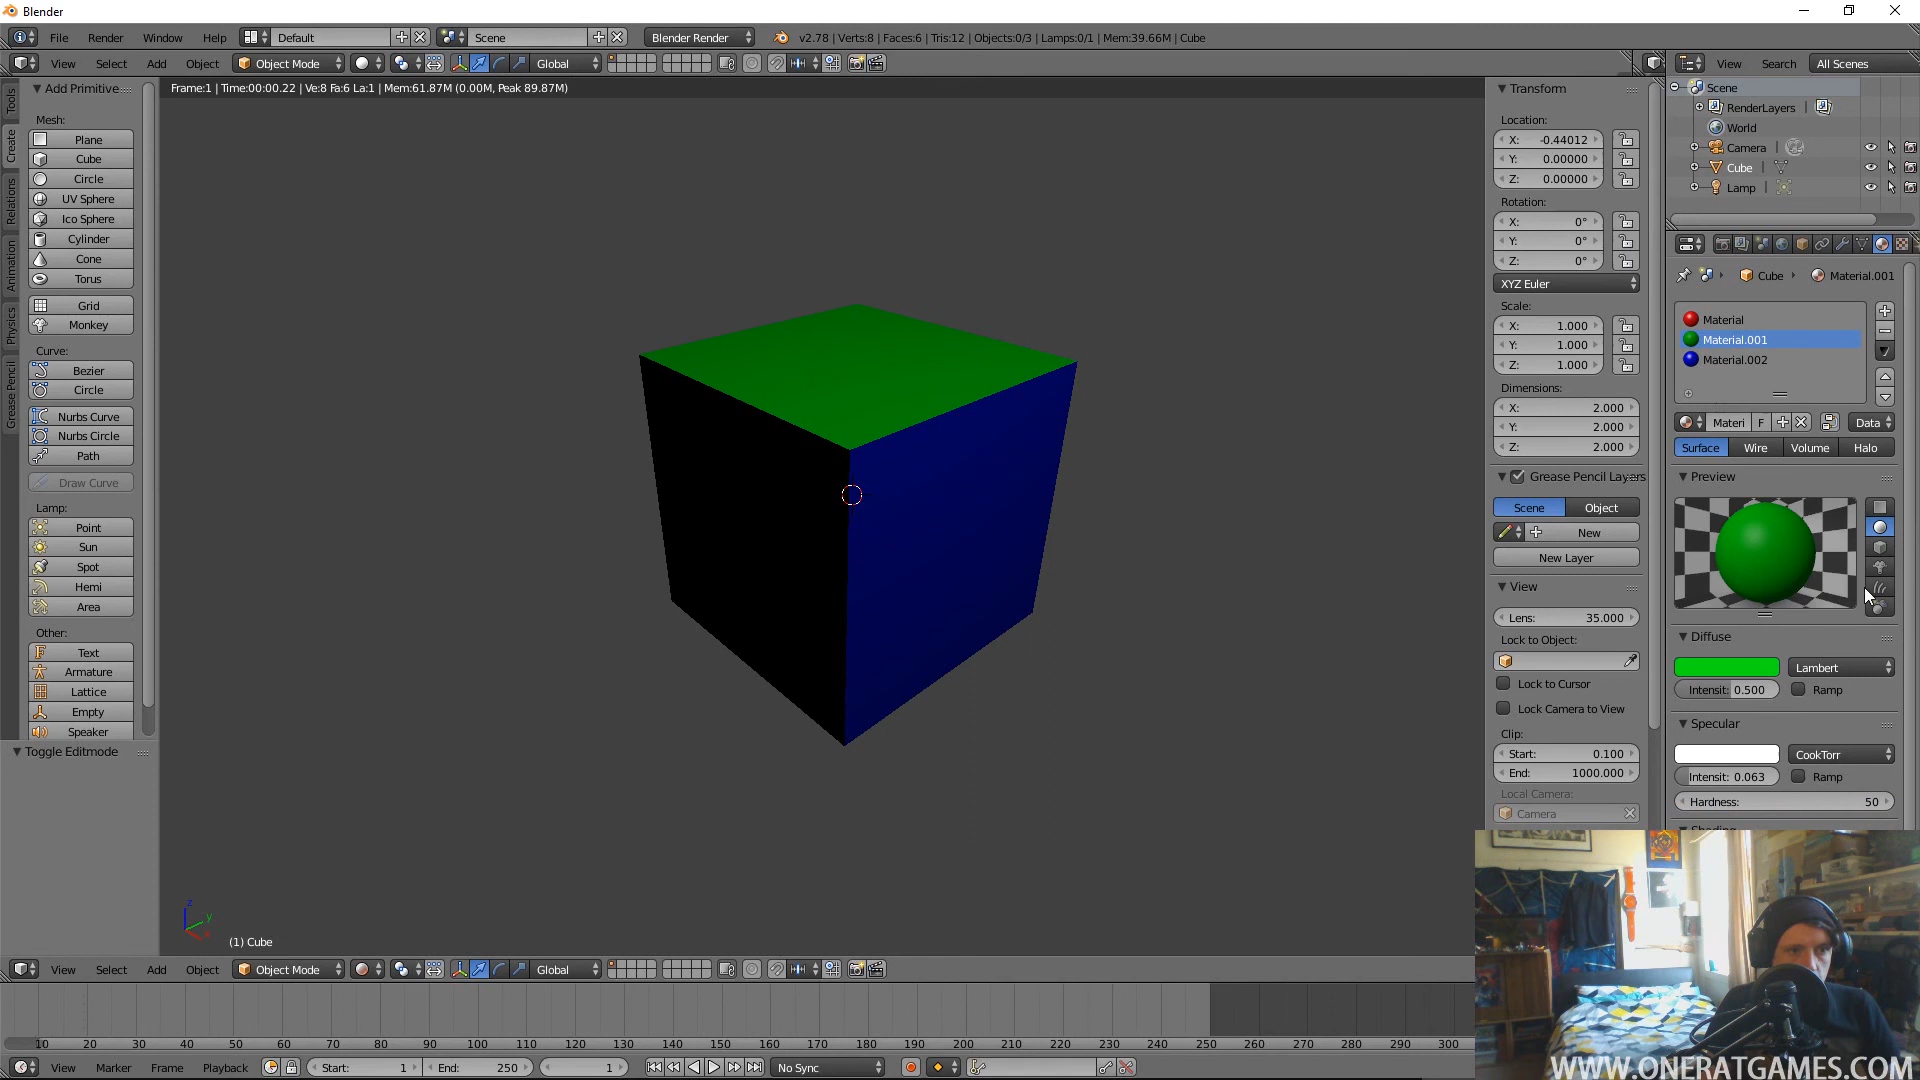 Blender
File Render Window Help Default Scene Blender Render v2.78 | Verts:8 | Faces:6 | Tris:12 | Objects:0/3 | Lamps:0/1 | Mem:39.66M | Cube
View Select Add Object Object Mode Global
View Search All Scenes
Frame:1 | Time:00:00.22 | Ve:8 Fa:6 La:1 | Mem:61.87M (0.00M, Peak 89.87M)
Tools
Create
Relations
Animation
Physics
Grease Pencil
Add Primitive
Mesh:
Plane
Cube
Circle
UV Sphere
Ico Sphere
Cylinder
Cone
Torus
Grid
Monkey
Curve:
Bezier
Circle
Nurbs Curve
Nurbs Circle
Path
Draw Curve
Lamp:
Point
Sun
Spot
Hemi
Area
Other:
Text
Armature
Lattice
Empty
Speaker
Toggle Editmode
z
y
(1) Cube
Transform
Location:
X: -0.44012
Y: 0.00000
Z: 0.00000
Rotation:
X: 0°
Y: 0°
Z: 0°
XYZ Euler
Scale:
X: 1.000
Y: 1.000
Z: 1.000
Dimensions:
X: 2.000
Y: 2.000
Z: 2.000
Grease Pencil Layers
Scene Object
New
New Layer
View
Lens: 35.000
Lock to Object:
Lock to Cursor
Lock Camera to View
Clip:
Start: 0.100
End: 1000.000
Local Camera:
Camera
Scene
RenderLayers |
World
Camera |
Cube |
Lamp |
Cube Material.001
Material
Material.001
Material.002
Materi F Data
Surface Wire Volume Halo
Preview
Diffuse
Lambert
Intensit: 0.500 Ramp
Specular
CookTorr
Intensit: 0.063 Ramp
Hardness: 50
Shading
View Select Add Object Object Mode Global
10 20 30 40 50 60 70 80 90 100 110 120 130 140 150 160 170 180 190 200 210 220 230 240 250 260 270 280 290 300
View Marker Frame Playback Start: 1 End: 250 1 No Sync
WWW.ONERATGAMES.COM